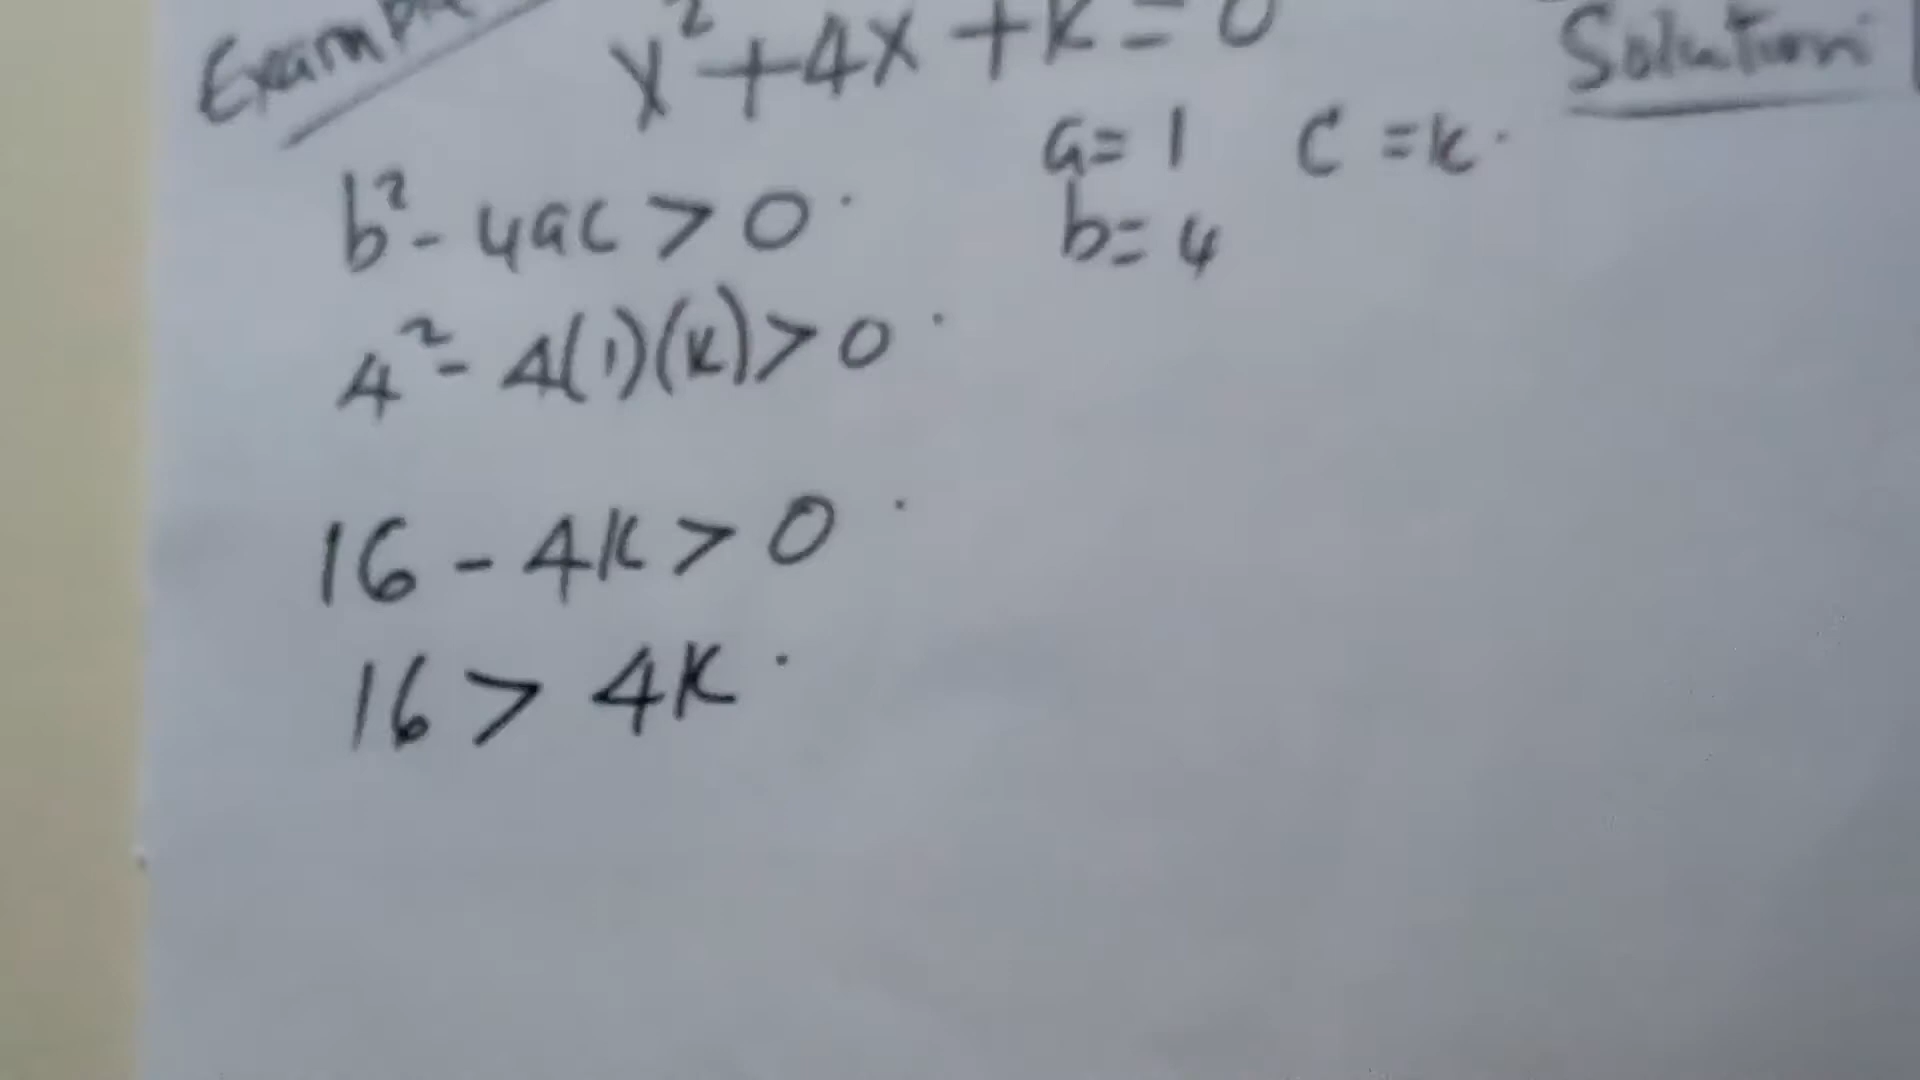 Example x² + 4x + k = 0 Solution
a = 1 c = k.
b² - 4ac > 0.
b = 4
4² - 4(1)(k) > 0.
16 - 4k > 0.
16 > 4k.